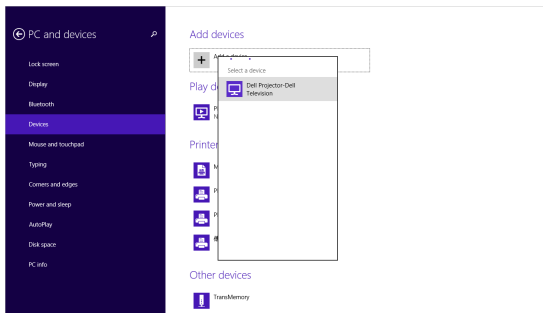 PC and devices
Lock screen
Display
Bluetooth
Devices
Mouse and touchpad
Typing
Corners and edges
Power and sleep
AutoPlay
Disk space
PC info
Add devices
Select a device
Dell Projector-Dell
Television
Play d
P
N
Printer
M
P
P
Other devices
TransMemory